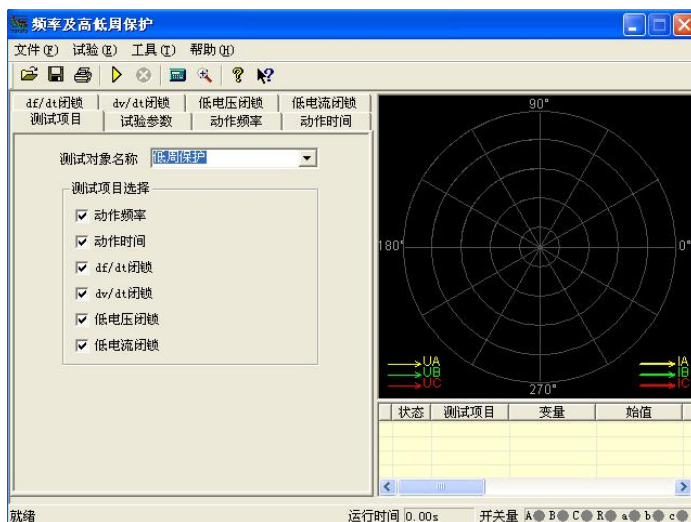 频率及高低周保护
文件(F) 试验(E) 工具(T) 帮助(H)
df/dt闭锁 dv/dt闭锁 低电压闭锁 低电流闭锁
测试项目 试验参数 动作频率 动作时间
测试对象名称 低周保护
测试项目选择
动作频率
动作时间
df/dt闭锁
dv/dt闭锁
低电压闭锁
低电流闭锁
90°
180° 0°
UA IA
UB IB
UC IC
270°
状态 测试项目 变量 始值
就绪 运行时间 0.00s 开关量 A B C R a b c